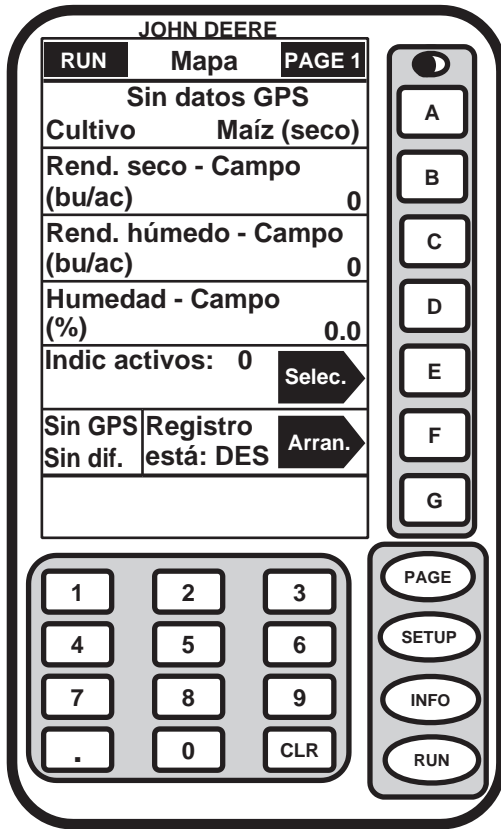 JOHN DEERE
RUN Mapa PAGE 1
Sin datos GPS
Cultivo Maíz (seco)
Rend. seco - Campo
(bu/ac) 0
Rend. húmedo - Campo
(bu/ac) 0
Humedad - Campo
(%) 0.0
Indic activos: 0 Selec.
Sin GPS Registro
Sin dif. está: DES Arran.
A
B
C
D
E
F
G
1 2 3
4 5 6
7 8 9
. 0 CLR
PAGE
SETUP
INFO
RUN